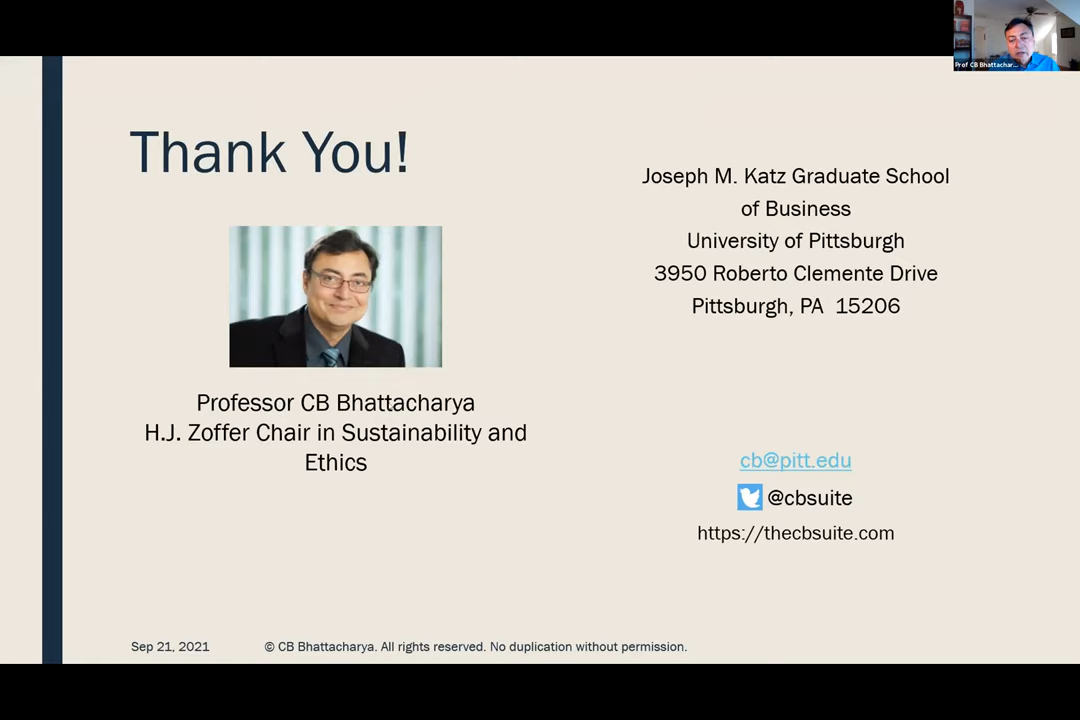 Prof CB Bhattachar...
Thank You!
Professor CB Bhattacharya
H.J. Zoffer Chair in Sustainability and
Ethics
Joseph M. Katz Graduate School
of Business
University of Pittsburgh
3950 Roberto Clemente Drive
Pittsburgh, PA  15206
cb@pitt.edu
@cbsuite
https://thecbsuite.com
Sep 21, 2021
© CB Bhattacharya. All rights reserved. No duplication without permission.